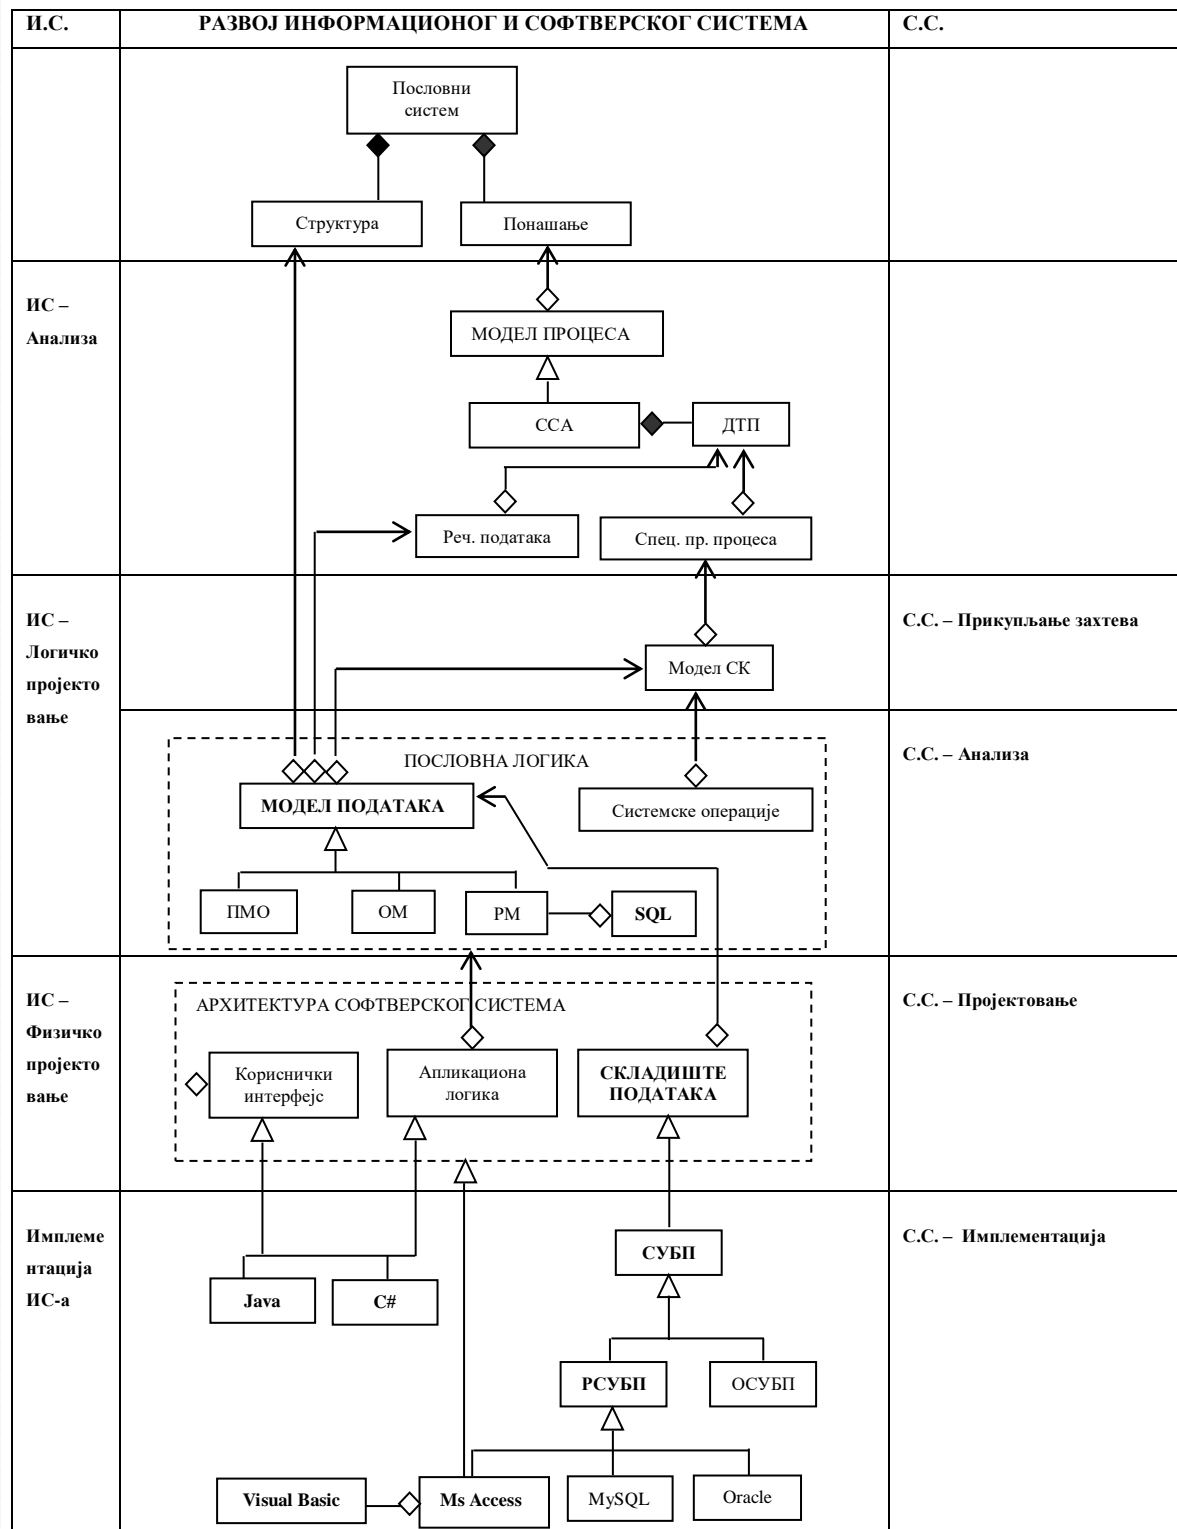 И.С.
РАЗВОЈ ИНФОРМАЦИОНОГ И СОФТВЕРСКОГ СИСТЕМА
С.С.
Пословни
систем
Структура
Понашање
ИС –
Анализа
МОДЕЛ ПРОЦЕСА
ССА
ДТП
Реч. података
Спец. пр. процеса
ИС –
Логичко
пројекто
вање
С.С. – Прикупљање захтева
Модел СК
С.С. – Анализа
ПОСЛОВНА ЛОГИКА
МОДЕЛ ПОДАТАКА
Системске операције
ПМО
ОМ
РМ
SQL
ИС –
Физичко
пројекто
вање
С.С. – Пројектовање
АРХИТЕКТУРА СОФТВЕРСКОГ СИСТЕМА
Кориснички
интерфејс
Апликациона
логика
СКЛАДИШТЕ
ПОДАТАКА
Имплеме
нтација
ИС-а
С.С. – Имплементација
СУБП
Java
C#
РСУБП
ОСУБП
Visual Basic
Ms Access
MySQL
Oracle